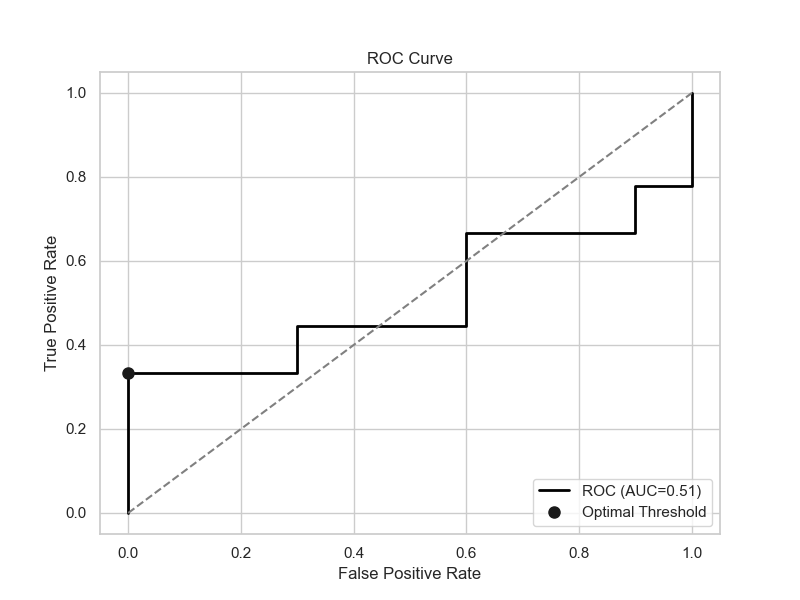 ROC Curve
1.0
0.8
0.6
0.4
0.2
0.0
True Positive Rate
0.0 0.2 0.4 0.6 0.8 1.0
False Positive Rate
ROC (AUC=0.51)
Optimal Threshold